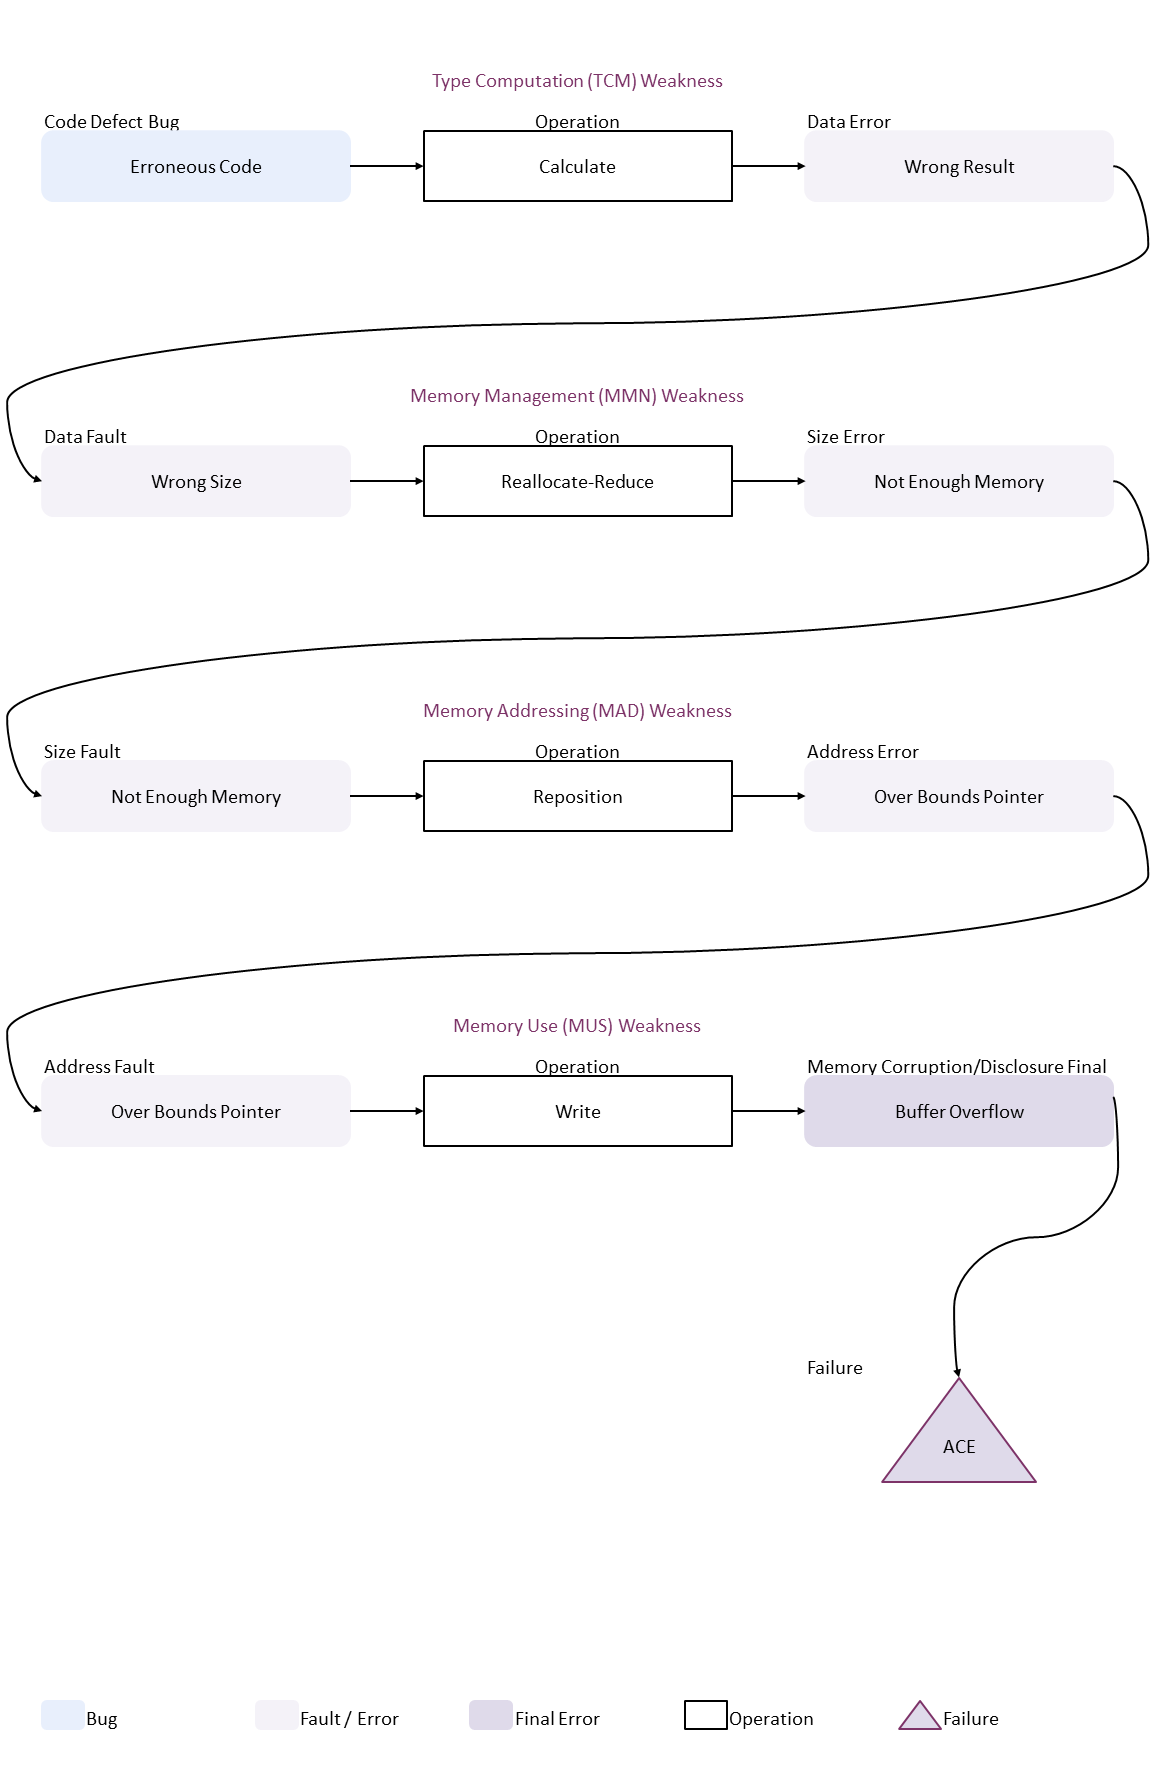 Type Computation (TCM) Weakness
Code Defect Bug
Operation
Data Error
Erroneous Code
Calculate
Wrong Result
Memory Management (MMN) Weakness
Data Fault
Operation
Size Error
Wrong Size
Reallocate-Reduce
Not Enough Memory
Memory Addressing (MAD) Weakness
Size Fault
Operation
Address Error
Not Enough Memory
Reposition
Over Bounds Pointer
Memory Use (MUS) Weakness
Address Fault
Operation
Memory Corruption/Disclosure Final
Over Bounds Pointer
Write
Buffer Overflow
Failure
ACE
Bug
Fault / Error
Final Error
Operation
Failure